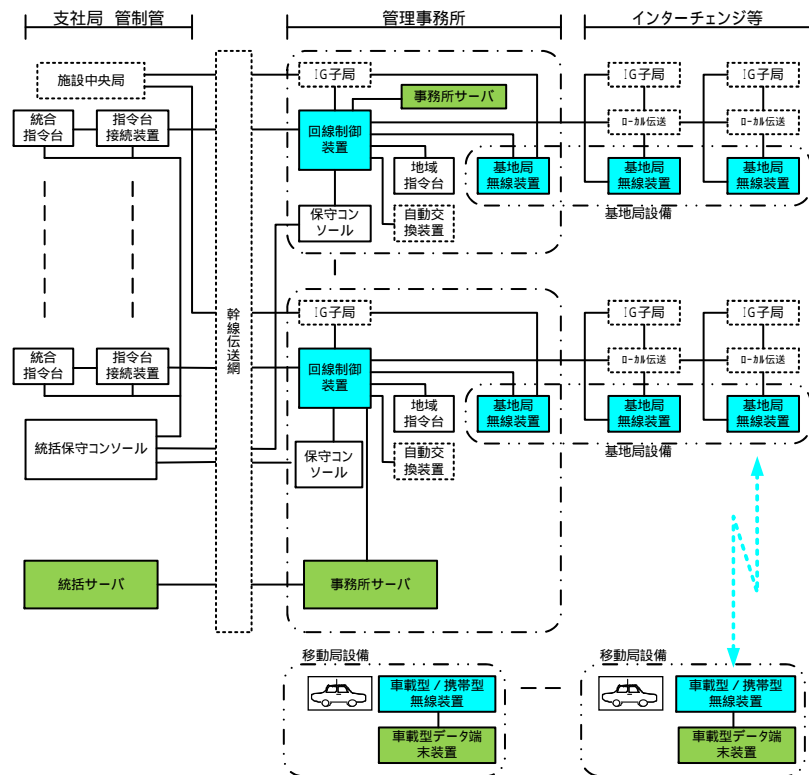 支社局 管制管
管理事務所
インターチェンジ等
施設中央局
IG子局
事務所サーバ
IG子局
IG子局
統合
指令台
指令台
接続装置
回線制御
装置
ローカル伝送
ローカル伝送
地域
指令台
基地局
無線装置
基地局
無線装置
基地局
無線装置
基地局設備
保守コン
ソール
自動交
換装置
幹線伝送網
IG子局
IG子局
IG子局
統合
指令台
指令台
接続装置
回線制御
装置
ローカル伝送
ローカル伝送
地域
指令台
基地局
無線装置
基地局
無線装置
基地局
無線装置
基地局設備
統括保守コンソール
保守コン
ソール
自動交
換装置
統括サーバ
事務所サーバ
移動局設備
車載型/携帯型
無線装置
車載型データ端
末装置
移動局設備
車載型/携帯型
無線装置
車載型データ端
末装置